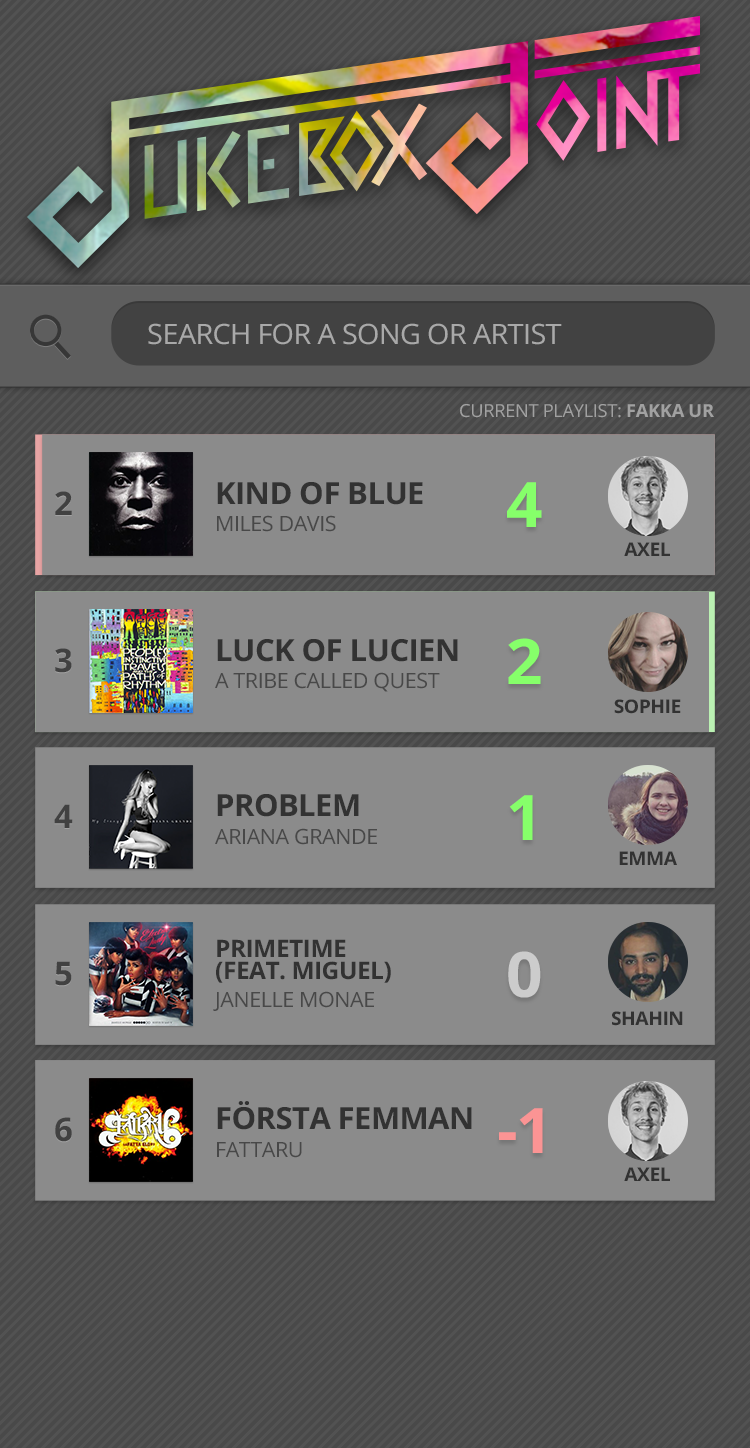 JUKEBOX JOINT
SEARCH FOR A SONG OR ARTIST
CURRENT PLAYLIST: FAKKA UR
2
KIND OF BLUE
MILES DAVIS
4
AXEL
3
PEOPLE'S
INSTINCTIVE
TRAVELS
PATHS OF
RHYTHM
LUCK OF LUCIEN
A TRIBE CALLED QUEST
2
SOPHIE
4
PROBLEM
ARIANA GRANDE
1
EMMA
5
PRIMETIME
(FEAT. MIGUEL)
JANELLE MONAE
0
SHAHIN
6
FATTARU
FÖRSTA FEMMAN
FATTARU
-1
AXEL